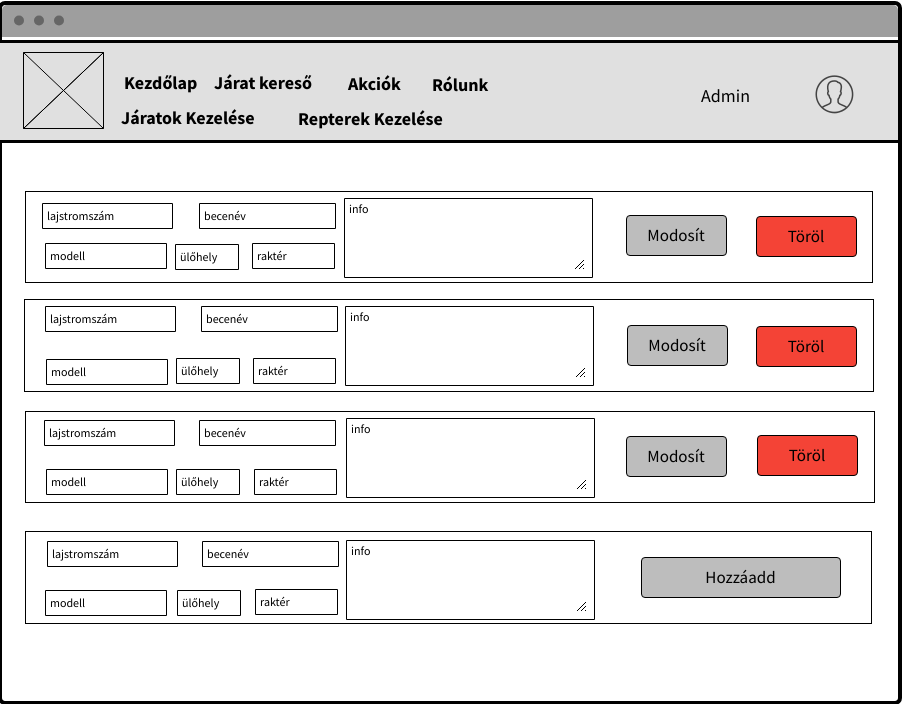 Kezdőlap Járat kereső Akciók Rólunk
Admin
Járatok Kezelése Repterek Kezelése
lajstromszám becenév info
Modosít Töröl
modell ülőhely raktér
lajstromszám becenév info
Modosít Töröl
modell ülőhely raktér
lajstromszám becenév info
Modosít Töröl
modell ülőhely raktér
lajstromszám becenév info
Hozzáadd
modell ülőhely raktér